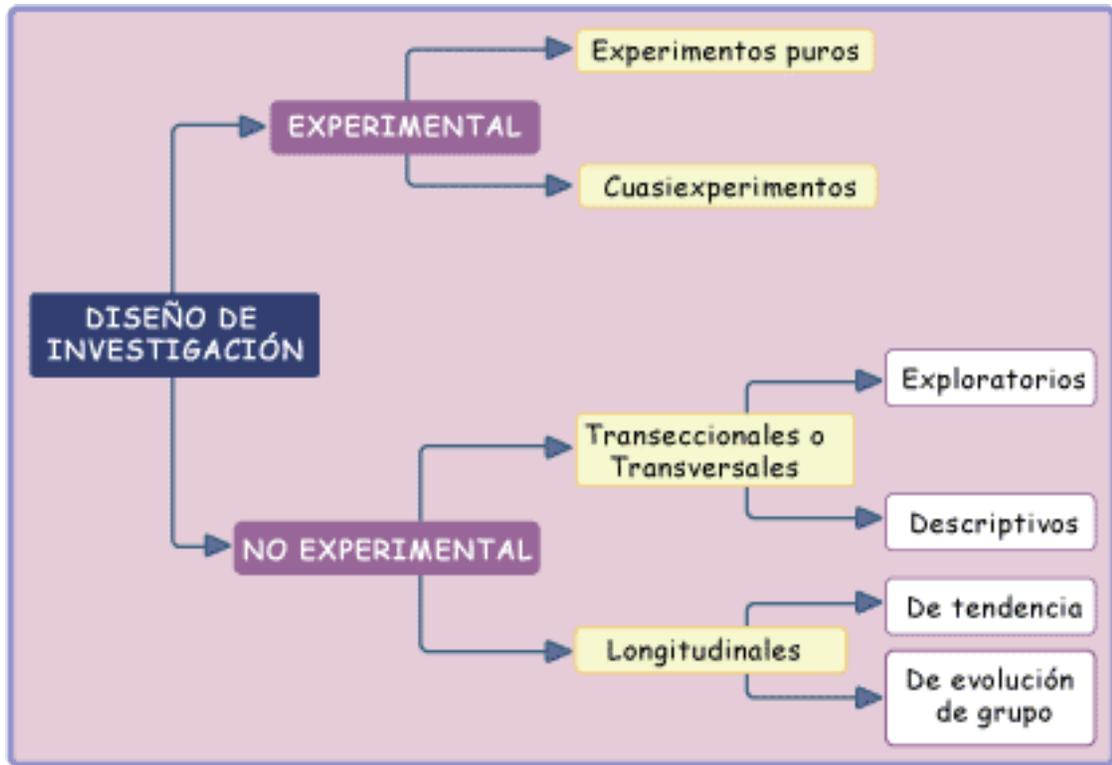 Experimentos puros
EXPERIMENTAL
Cuasiexperimentos
DISEÑO DE
INVESTIGACIÓN
Exploratorios
Transeccionales o
Transversales
Descriptivos
NO EXPERIMENTAL
De tendencia
Longitudinales
De evolución
de grupo